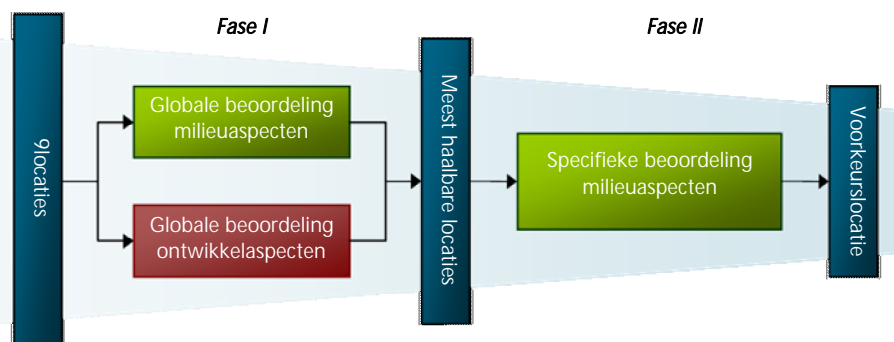 Fase I
Fase II
9locaties
Globale beoordeling
milieuaspecten
Globale beoordeling
ontwikkelaspecten
Meest haalbare locaties
Specifieke beoordeling
milieuaspecten
Voorkeurslocatie